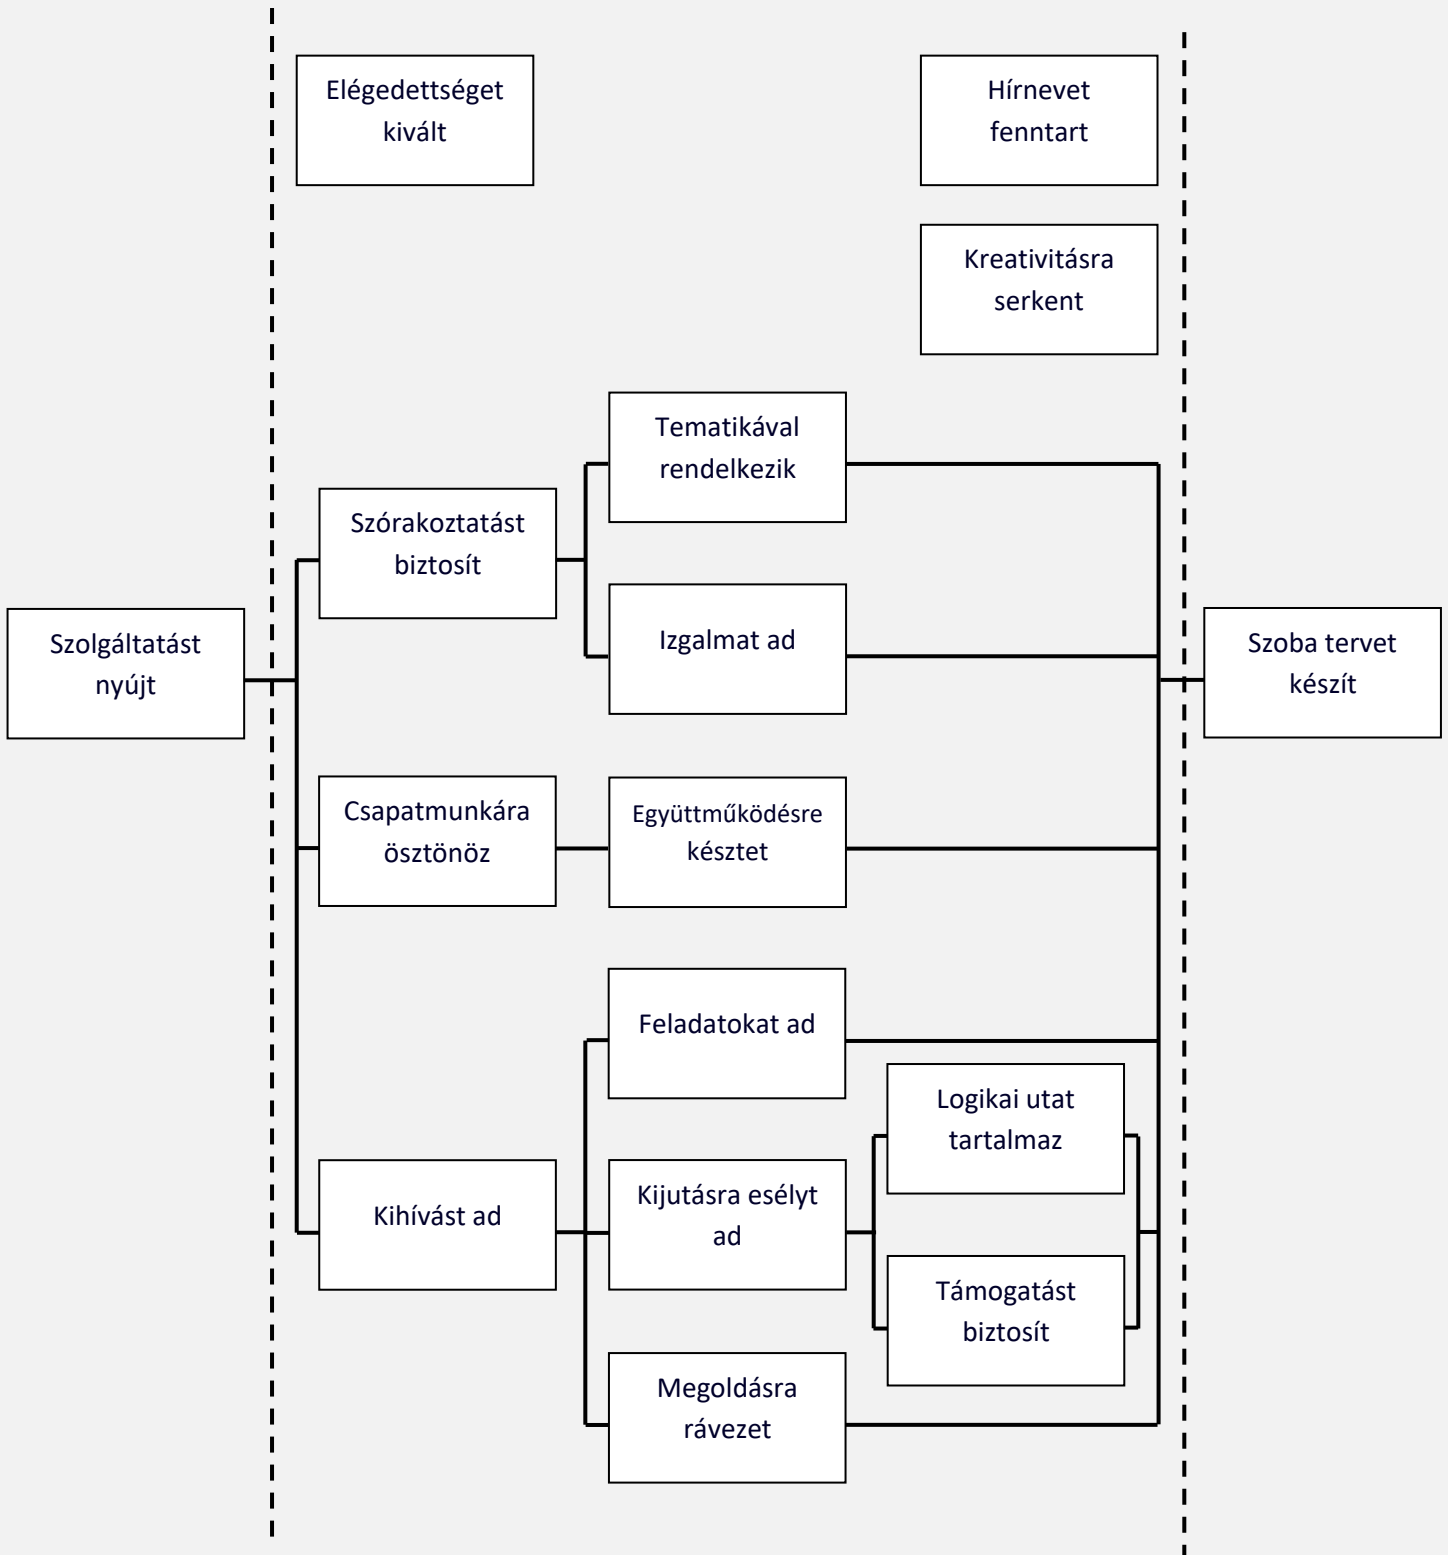 Elégedettséget
kivált
Hírnevet
fenntart
Kreativitásra
serkent
Tematikával
rendelkezik
Szórakoztatást
biztosít
Izgalmat ad
Szolgáltatást
nyújt
Szoba tervet
készít
Csapatmunkára
ösztönöz
Együttműködésre
késztet
Feladatokat ad
Logikai utat
tartalmaz
Kihívást ad
Kijutásra esélyt
ad
Támogatást
biztosít
Megoldásra
rávezet